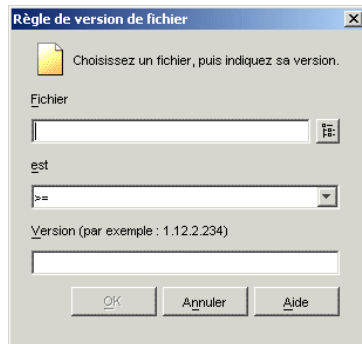 Règle de version de fichier
Choisissez un fichier, puis indiquez sa version.
Fichier
est
>=
Version (par exemple : 1.12.2.234)
OK
Annuler
Aide